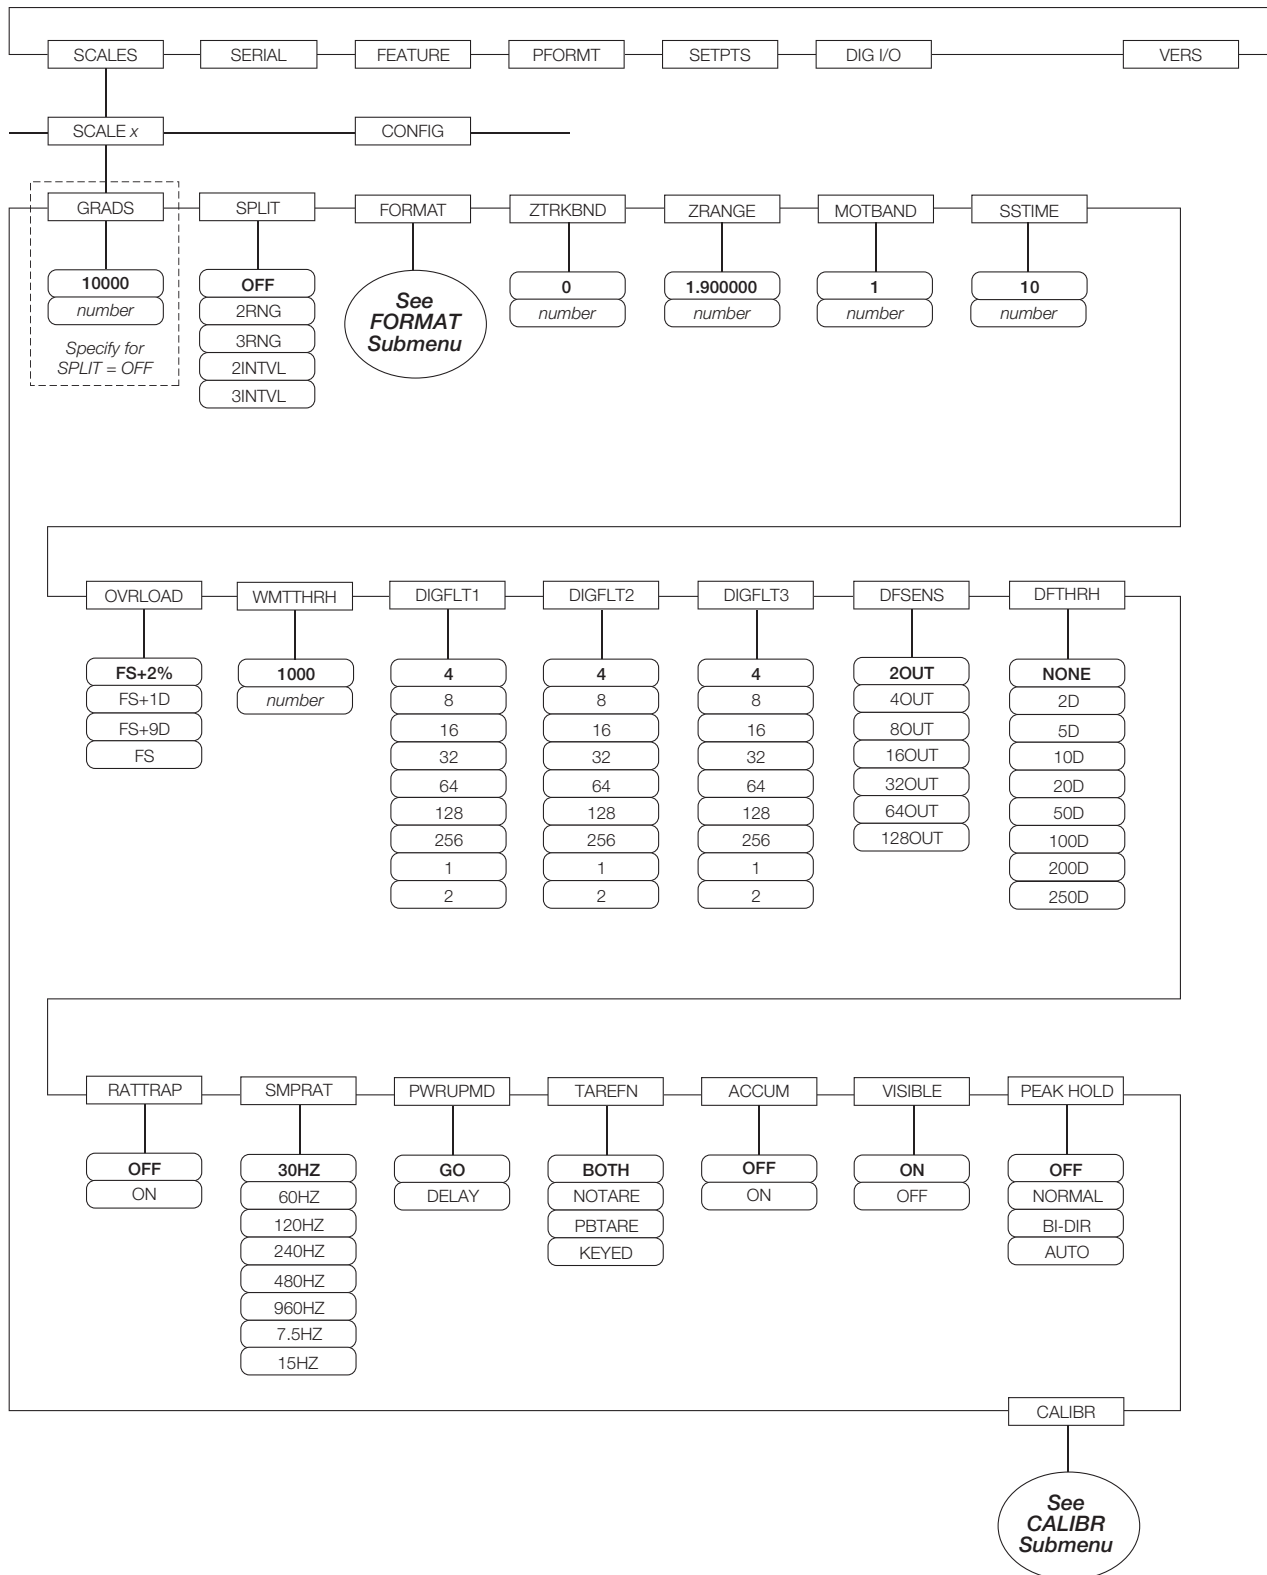 SCALES
SERIAL
FEATURE
PFORMT
SETPTS
DIG I/O
VERS
SCALE x
CONFIG
GRADS
SPLIT
FORMAT
ZTRKBND
ZRANGE
MOTBAND
SSTIME
10000
number
Specify for
SPLIT = OFF
OFF
2RNG
3RNG
2INTVL
3INTVL
See
FORMAT
Submenu
0
number
1.900000
number
1
number
10
number
OVRLOAD
WMTTHRH
DIGFLT1
DIGFLT2
DIGFLT3
DFSENS
DFTHRH
FS+2%
FS+1D
FS+9D
FS
1000
number
4
8
16
32
64
128
256
1
2
4
8
16
32
64
128
256
1
2
4
8
16
32
64
128
256
1
2
2OUT
4OUT
8OUT
16OUT
32OUT
64OUT
128OUT
NONE
2D
5D
10D
20D
50D
100D
200D
250D
RATTRAP
SMPRAT
PWRUPMD
TAREFN
ACCUM
VISIBLE
PEAK HOLD
OFF
ON
30HZ
60HZ
120HZ
240HZ
480HZ
960HZ
7.5HZ
15HZ
GO
DELAY
BOTH
NOTARE
PBTARE
KEYED
OFF
ON
ON
OFF
OFF
NORMAL
BI-DIR
AUTO
CALIBR
See
CALIBR
Submenu